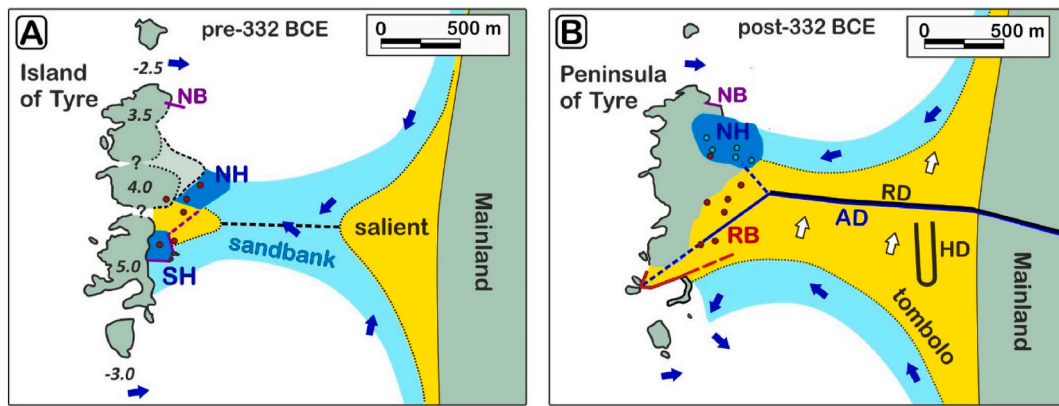 A
pre-332 BCE
0
500 m
Island
of Tyre
-2.5
NB
3.5
?
NH
4.0
?
salient
sandbank
SH
5.0
-3.0
Mainland
B
post-332 BCE
0
500 m
Peninsula
of Tyre
NB
NH
RD
AD
RB
HD
tombolo
Mainland